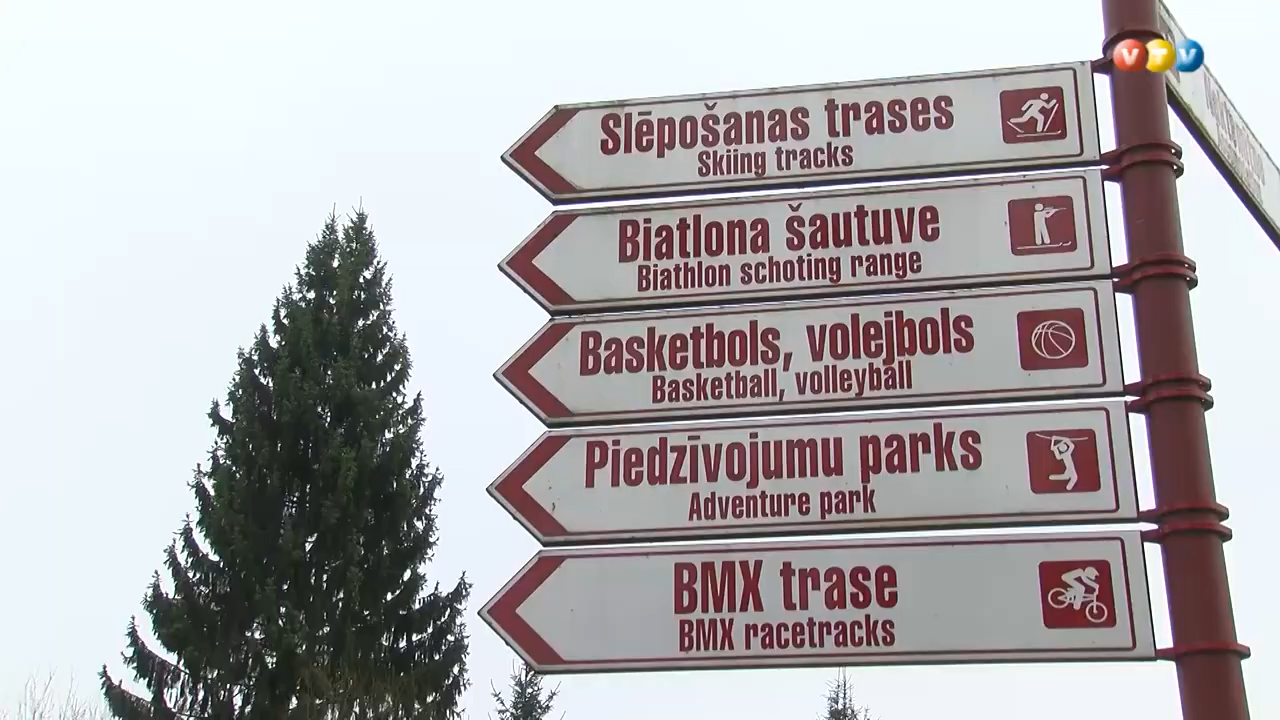 VTV
Slēpošanas trases
Skiing tracks
Biatlona šautuve
Biathlon schoting range
Basketbols, volejbols
Basketball, volleyball
Piedzīvojumu parks
Adventure park
BMX trase
BMX racetracks